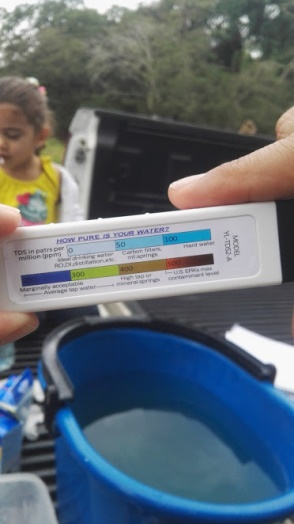 HOW PURE IS YOUR WATER?
TDS in patrs per million (ppm)
0 50 100
Ideal drinking water Carbon filters, Hard water
RO,DI,distillation,etc. mt springs
300 400 500
Marginally acceptable High tap or U.S. EPA's max
Average tap water mineral springs contaminant level
MODEL
YL-TDS2-A